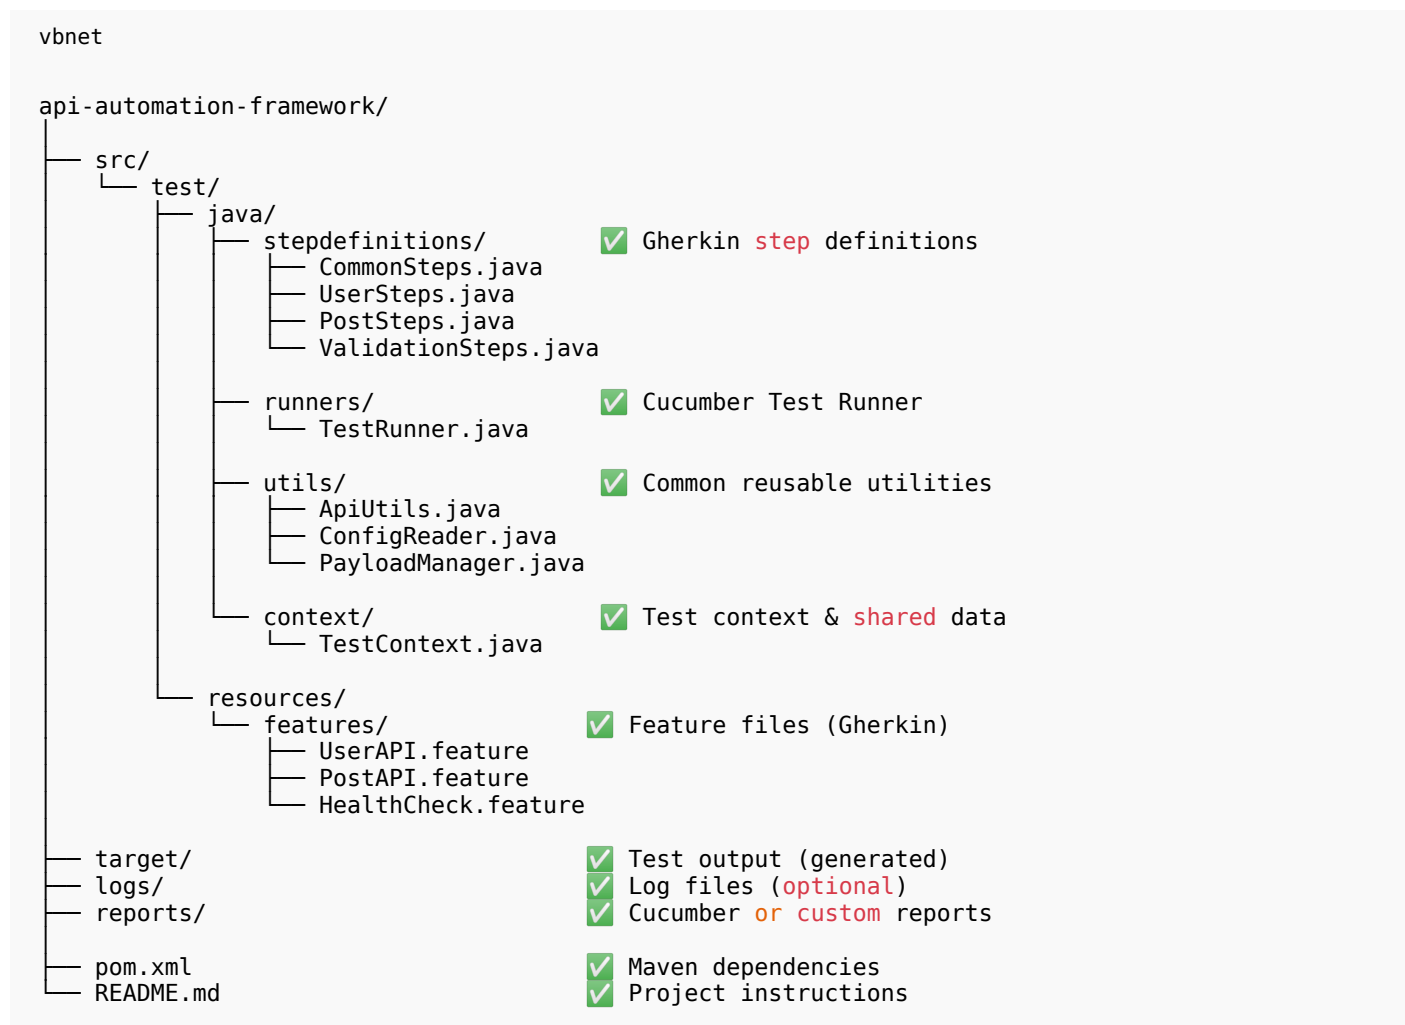 vbnet
api-automation-framework/
│
├── src/
│   └── test/
│       ├── java/
│       │   ├── stepdefinitions/        ✅ Gherkin step definitions
│       │   │   ├── CommonSteps.java
│       │   │   ├── UserSteps.java
│       │   │   ├── PostSteps.java
│       │   │   └── ValidationSteps.java
│       │   │
│       │   ├── runners/                ✅ Cucumber Test Runner
│       │   │   └── TestRunner.java
│       │   │
│       │   ├── utils/                  ✅ Common reusable utilities
│       │   │   ├── ApiUtils.java
│       │   │   ├── ConfigReader.java
│       │   │   └── PayloadManager.java
│       │   │
│       │   └── context/                ✅ Test context & shared data
│       │       └── TestContext.java
│       │
│       └── resources/
│           └── features/              ✅ Feature files (Gherkin)
│               ├── UserAPI.feature
│               ├── PostAPI.feature
│               └── HealthCheck.feature
│
├── target/                            ✅ Test output (generated)
├── logs/                              ✅ Log files (optional)
├── reports/                           ✅ Cucumber or custom reports
│
├── pom.xml                            ✅ Maven dependencies
└── README.md                          ✅ Project instructions